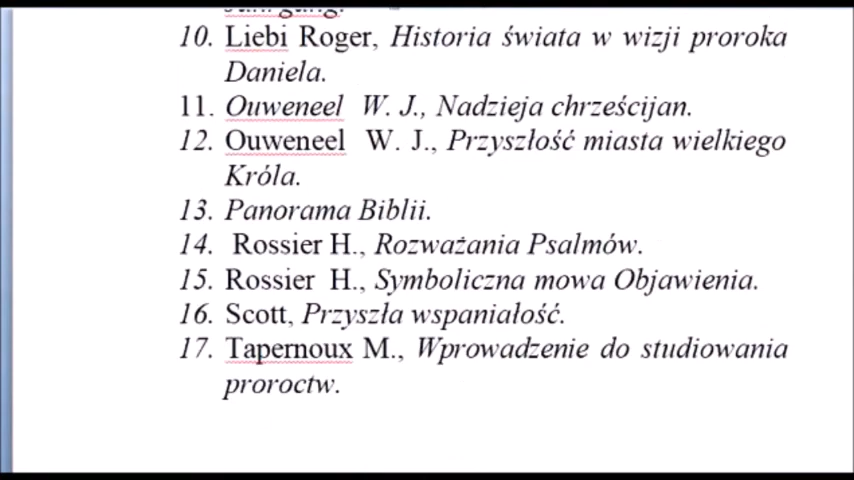 10. Liebi Roger, Historia świata w wizji proroka
Daniela.
11. Ouweneel W. J., Nadzieja chrześcijan.
12. Ouweneel W. J., Przyszłość miasta wielkiego
Króla.
13. Panorama Biblii.
14. Rossier H., Rozważania Psalmów.
15. Rossier H., Symboliczna mowa Objawienia.
16. Scott, Przyszła wspaniałość.
17. Tapernoux M., Wprowadzenie do studiowania
proroctw.